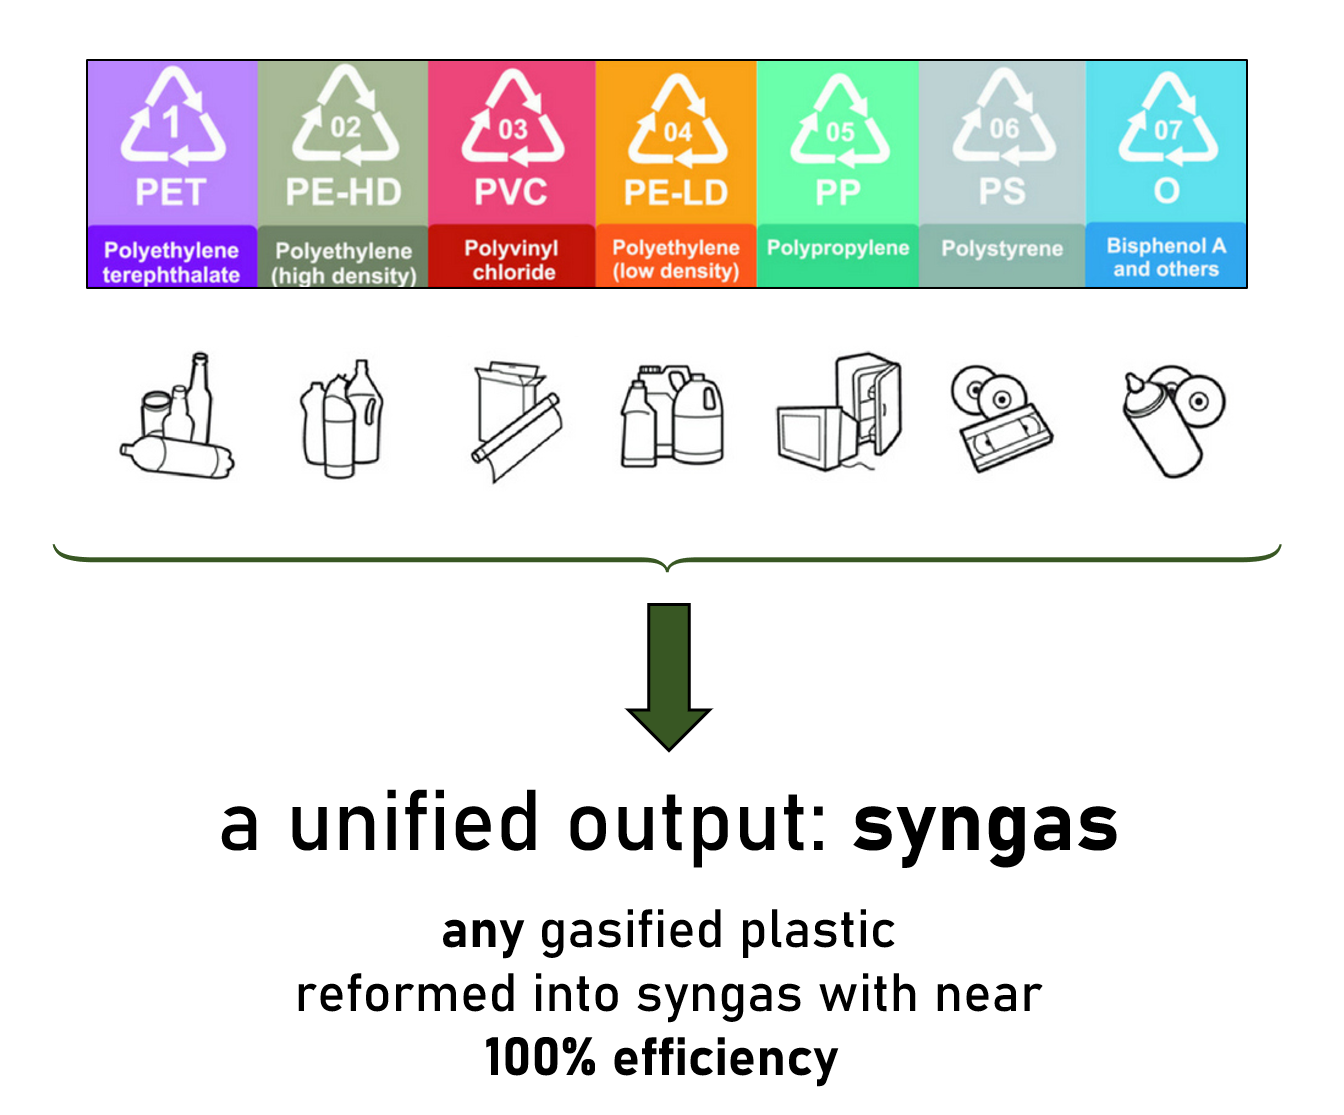 1
02
03
04
05
06
07
PET
PE-HD
PVC
PE-LD
PP
PS
O
Polyethylene
terephthalate
Polyethylene
(high density)
Polyvinyl
chloride
Polyethylene
(low density)
Polypropylene
Polystyrene
Bisphenol A
and others
a unified output: syngas
any gasified plastic
reformed into syngas with near
100% efficiency